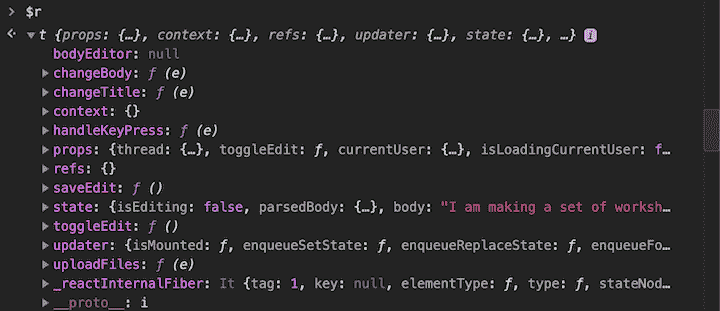 > $r
t {props: {…}, context: {…}, refs: {…}, updater: {…}, state: {…}, …} i
bodyEditor: null
changeBody: ƒ (e)
changeTitle: ƒ (e)
context: {}
handleKeyPress: ƒ (e)
props: {thread: {…}, toggleEdit: ƒ, currentUser: {…}, isLoadingCurrentUser: f…
refs: {}
saveEdit: ƒ ()
state: {isEditing: false, parsedBody: {…}, body: "I am making a set of worksh…
toggleEdit: ƒ ()
updater: {isMounted: ƒ, enqueueSetState: ƒ, enqueueReplaceState: ƒ, enqueueFo…
uploadFiles: ƒ (e)
_reactInternalFiber: It {tag: 1, key: null, elementType: ƒ, type: ƒ, stateNod…
__proto__: i